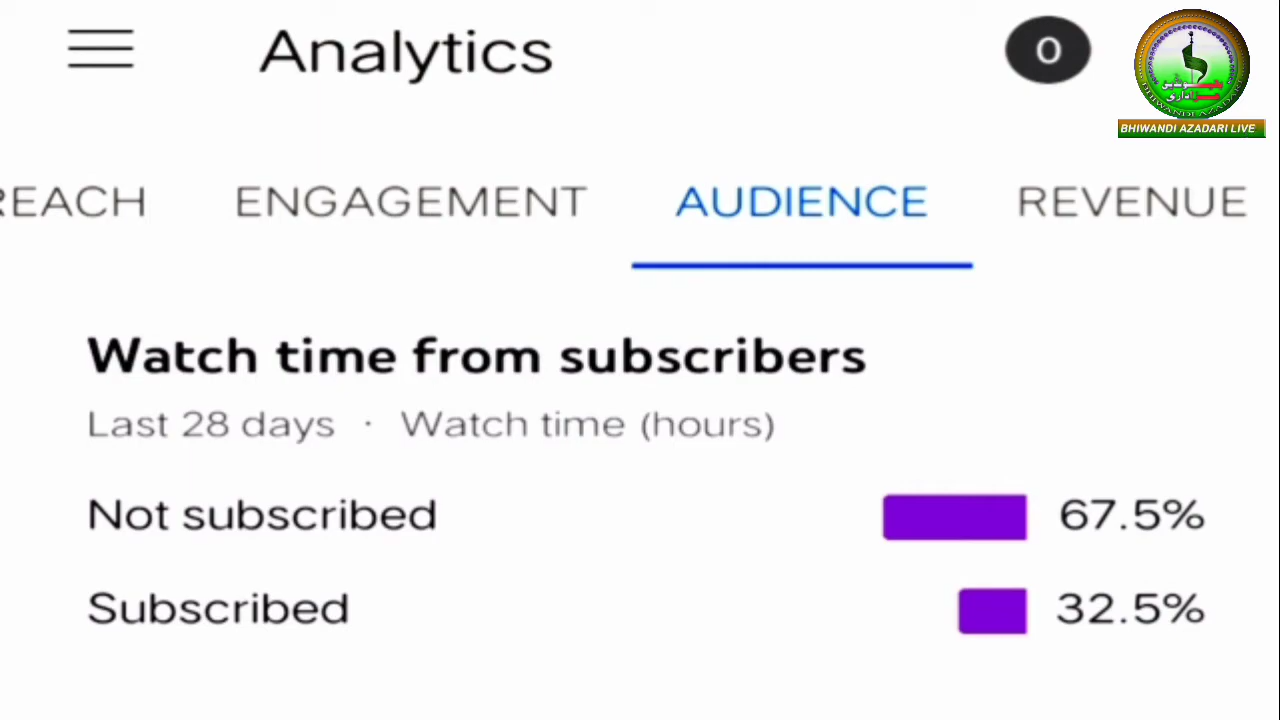 Analytics
0
BHIWANDI AZADARI LIVE
REACH ENGAGEMENT AUDIENCE REVENUE
Watch time from subscribers
Last 28 days · Watch time (hours)
Not subscribed 67.5%
Subscribed 32.5%